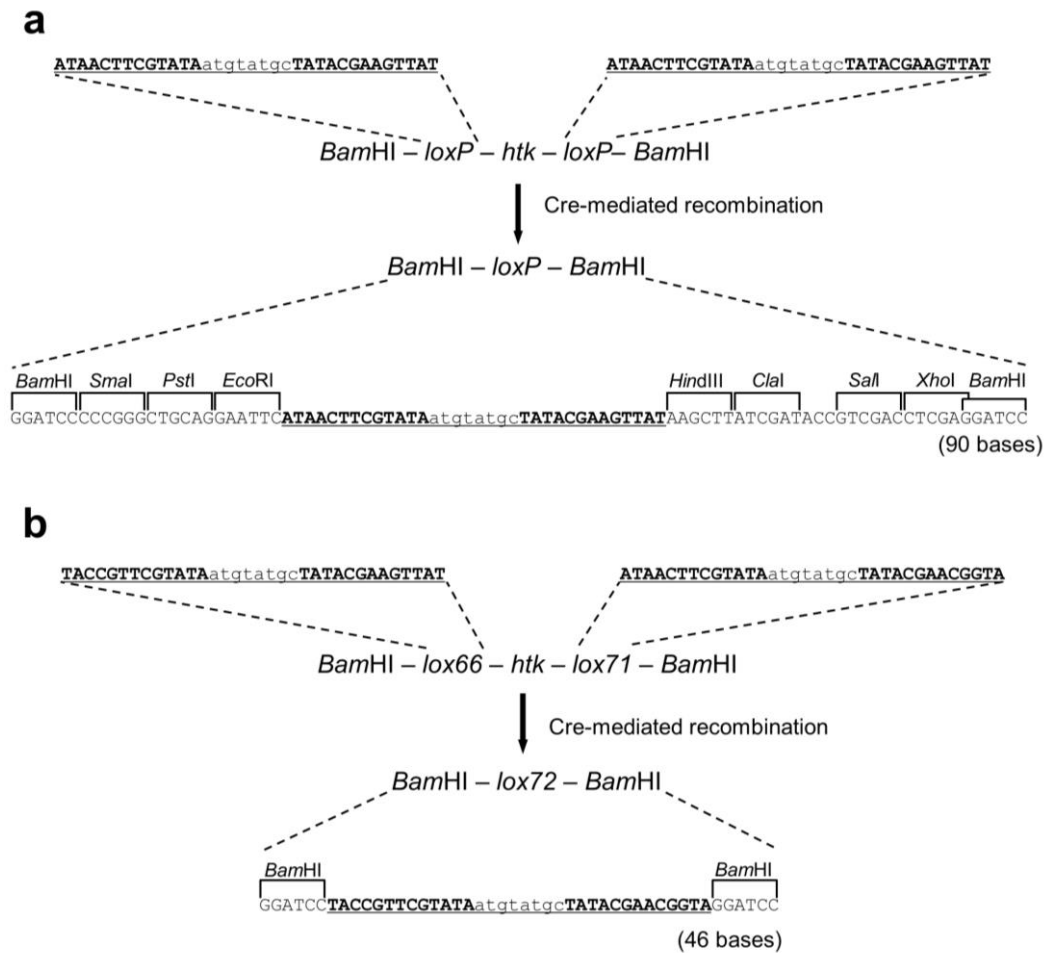 a
ATAACTTCGTATAatgtatgcTATACGAAGTTAT ATAACTTCGTATAatgtatgcTATACGAAGTTAT
BamHI – loxP – htk – loxP– BamHI
Cre-mediated recombination
BamHI – loxP – BamHI
BamHI SmaI PstI EcoRI HindIII ClaI SalI XhoI BamHI
GGATCCCCCGGGCTGCAGGAATTCATAACTTCGTATAatgtatgcTATACGAAGTTATAAGCTTATCGATACCGTCGACCTCGAGGATCC
(90 bases)
b
TACCGTTCGTATAatgtatgcTATACGAAGTTAT ATAACTTCGTATAatgtatgcTATACGAACGGTA
BamHI – lox66 – htk – lox71 – BamHI
Cre-mediated recombination
BamHI – lox72 – BamHI
BamHI BamHI
GGATCCTACCGTTCGTATAatgtatgcTATACGAACGGTAGGATCC
(46 bases)